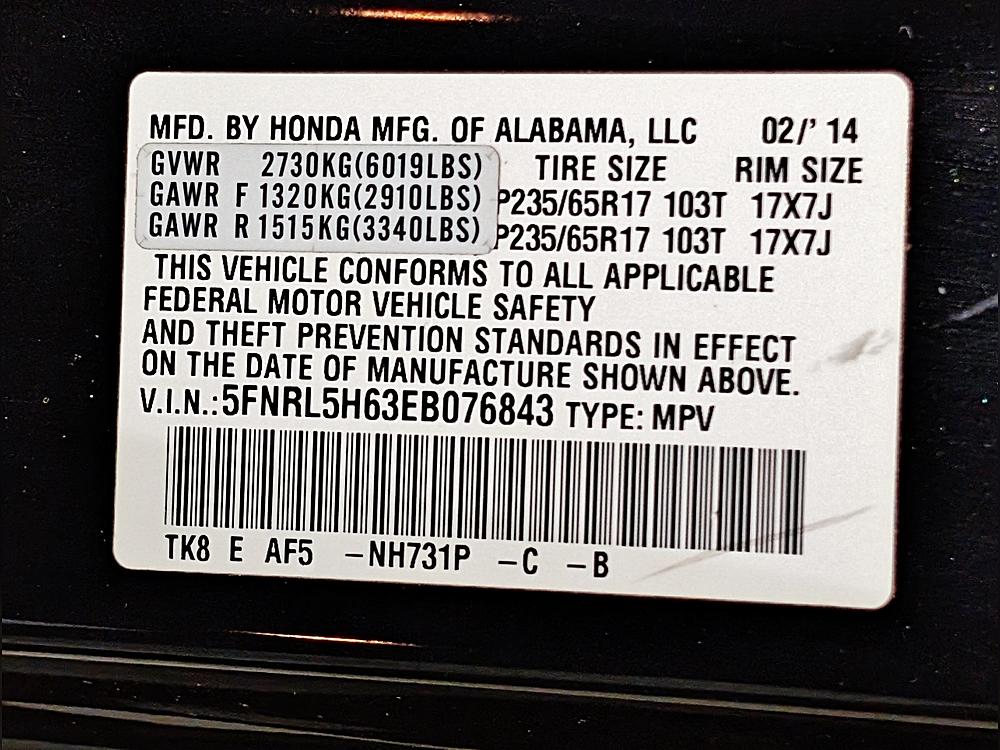 MFD. BY HONDA MFG. OF ALABAMA, LLC 02/' 14
GVWR 2730KG(6019LBS) TIRE SIZE RIM SIZE
GAWR F 1320KG(2910LBS) P235/65R17 103T 17X7J
GAWR R 1515KG(3340LBS) P235/65R17 103T 17X7J
THIS VEHICLE CONFORMS TO ALL APPLICABLE
FEDERAL MOTOR VEHICLE SAFETY
AND THEFT PREVENTION STANDARDS IN EFFECT
ON THE DATE OF MANUFACTURE SHOWN ABOVE.
V.I.N.:5FNRL5H63EB076843 TYPE: MPV
TK8 E AF5 -NH731P -C -B